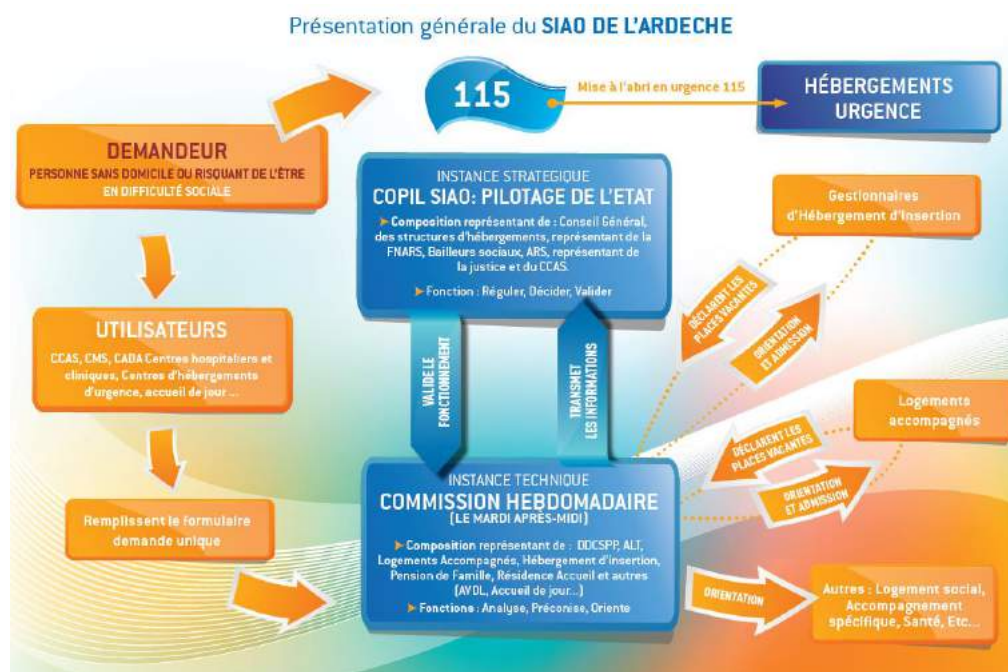 Présentation générale du SIAO DE L'ARDECHE
115
Mise à l'abri en urgence 115
HÉBERGEMENTS
URGENCE
DEMANDEUR
PERSONNE SANS DOMICILE OU RISQUANT DE L'ÊTRE
EN DIFFICULTÉ SOCIALE
INSTANCE STRATEGIQUE
COPIL SIAO: PILOTAGE DE L'ETAT
➤ Composition représentant de : Conseil Général,
des structures d'hébergements, représentant de la
FNARS, Bailleurs sociaux, ARS, représentant de
la justice et du CCAS.
➤ Fonction : Réguler, Décider, Valider
Gestionnaires
d'Hébergement d'Insertion
DÉCLARENT LES
PLACES VACANTES
ORIENTATION
ET ADMISSION
UTILISATEURS
CCAS, CMS, CADA Centres hospitaliers et
cliniques, Centres d'hébergements
d'urgence, accueil de jour ...
VALIDE LE
FONCTIONNEMENT
TRANSMET
LES INFORMATIONS
Logements
accompagnés
DÉCLARENT LES
PLACES VACANTES
ORIENTATION
ET ADMISSION
Remplissent le formulaire
demande unique
INSTANCE TECHNIQUE
COMMISSION HEBDOMADAIRE
(LE MARDI APRÈS-MIDI)
➤ Composition représentant de : DDCSPP, ALT,
Logements Accompagnés, Hébergement d'insertion,
Pension de Famille, Résidence Accueil et autres
(AVDL, Accueil de jour...)
➤ Fonctions : Analyse, Préconise, Oriente
ORIENTATION
Autres : Logement social,
Accompagnement
spécifique, Santé, Etc...